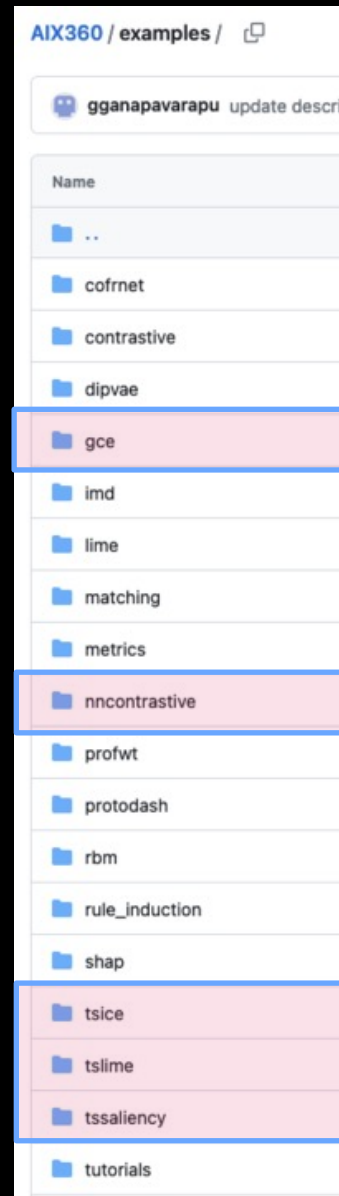 AIX360 / examples /
gganapavarapu update descri
Name
..
cofrnet
contrastive
dipvae
gce
imd
lime
matching
metrics
nncontrastive
profwt
protodash
rbm
rule_induction
shap
tsice
tslime
tssaliency
tutorials